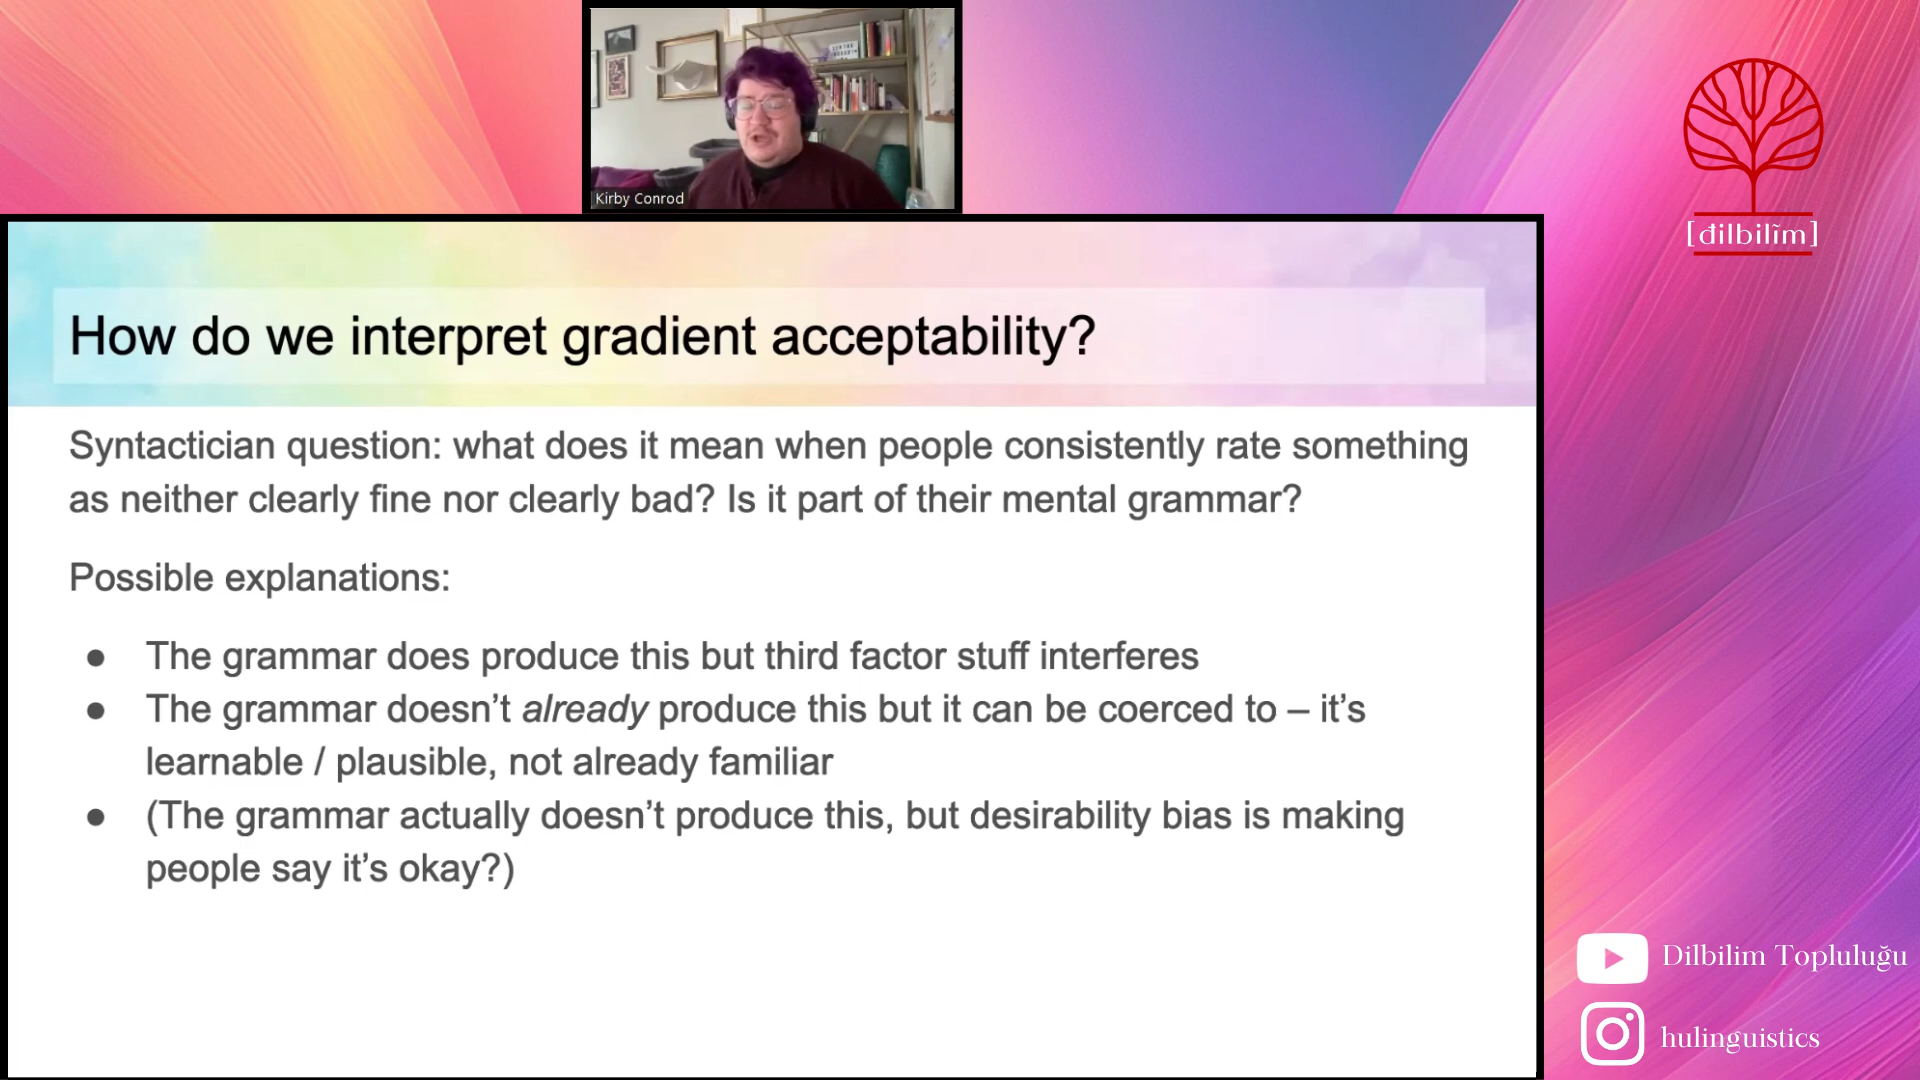 Kirby Conrod
[đilbilĩm]
How do we interpret gradient acceptability?
Syntactician question: what does it mean when people consistently rate something
as neither clearly fine nor clearly bad? Is it part of their mental grammar?
Possible explanations:
● The grammar does produce this but third factor stuff interferes
● The grammar doesn’t already produce this but it can be coerced to – it’s
learnable / plausible, not already familiar
● (The grammar actually doesn’t produce this, but desirability bias is making
people say it’s okay?)
Dilbilim Topluluğu
hulinguistics